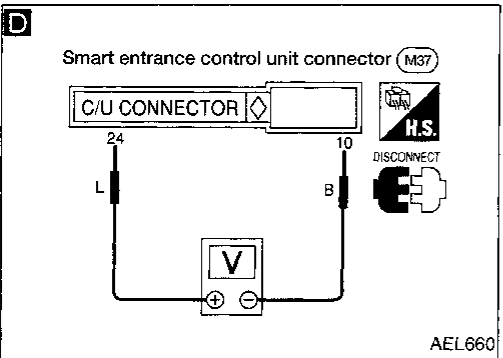 D
Smart entrance control unit connector M37
C/U CONNECTOR
H.S.
24
10
DISCONNECT
L
B
V
+ −
AEL660